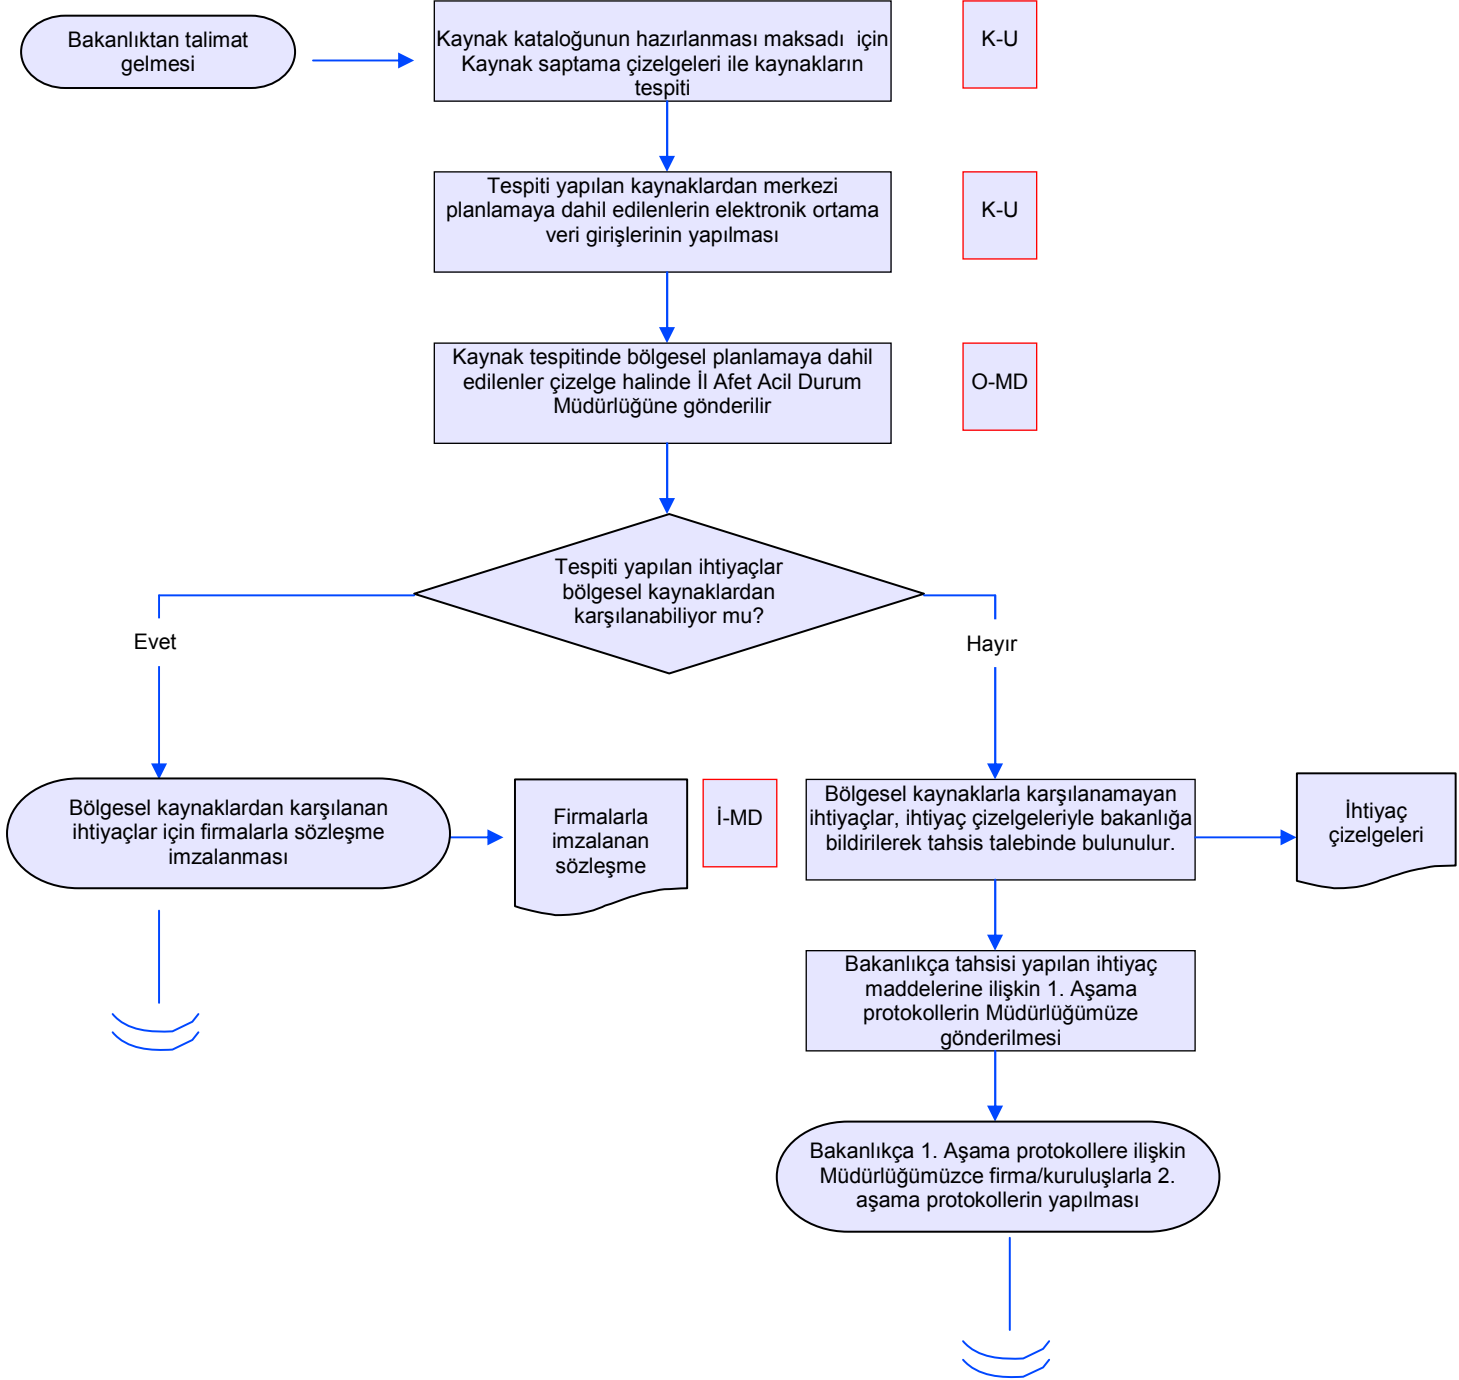 Bakanlıktan talimat
gelmesi
Kaynak kataloğunun hazırlanması maksadı  için
Kaynak saptama çizelgeleri ile kaynakların
tespiti
K-U
Tespiti yapılan kaynaklardan merkezi
planlamaya dahil edilenlerin elektronik ortama
veri girişlerinin yapılması
K-U
Kaynak tespitinde bölgesel planlamaya dahil
edilenler çizelge halinde İl Afet Acil Durum
Müdürlüğüne gönderilir
O-MD
Tespiti yapılan ihtiyaçlar
bölgesel kaynaklardan
karşılanabiliyor mu?
Evet
Hayır
Bölgesel kaynaklardan karşılanan
ihtiyaçlar için firmalarla sözleşme
imzalanması
Firmalarla
imzalanan
sözleşme
İ-MD
Bölgesel kaynaklarla karşılanamayan
ihtiyaçlar, ihtiyaç çizelgeleriyle bakanlığa
bildirilerek tahsis talebinde bulunulur.
İhtiyaç
çizelgeleri
Bakanlıkça tahsisi yapılan ihtiyaç
maddelerine ilişkin 1. Aşama
protokollerin Müdürlüğümüze
gönderilmesi
Bakanlıkça 1. Aşama protokollere ilişkin
Müdürlüğümüzce firma/kuruluşlarla 2.
aşama protokollerin yapılması